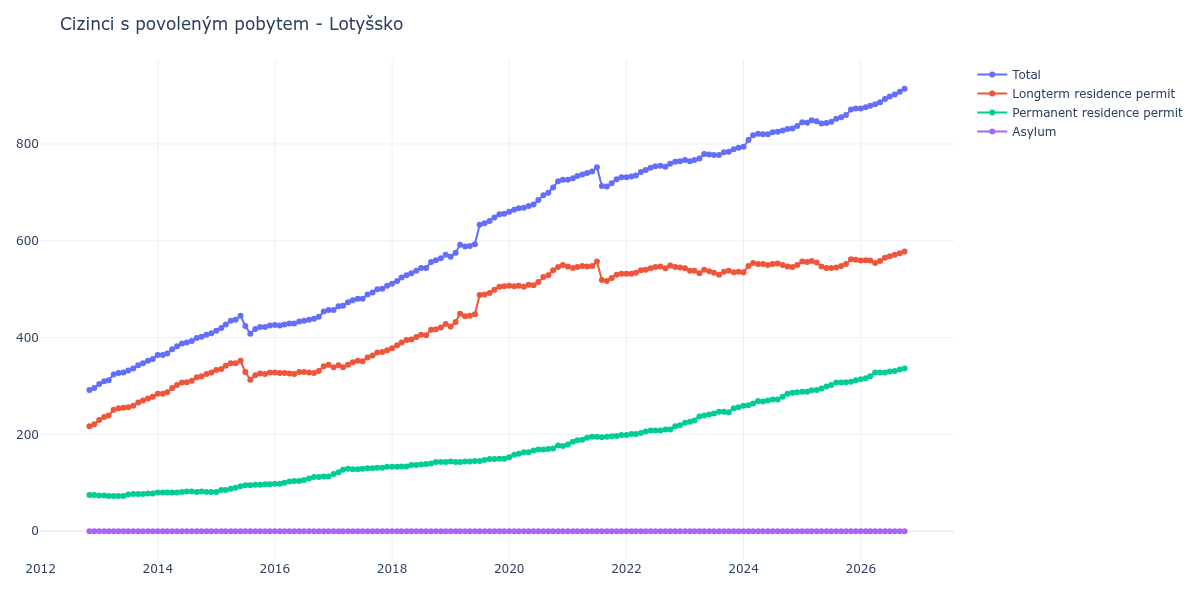 Cizinci s povoleným pobytem - Lotyšsko
Total
Longterm residence permit
Permanent residence permit
Asylum
800
600
400
200
0
2012
2014
2016
2018
2020
2022
2024
2026